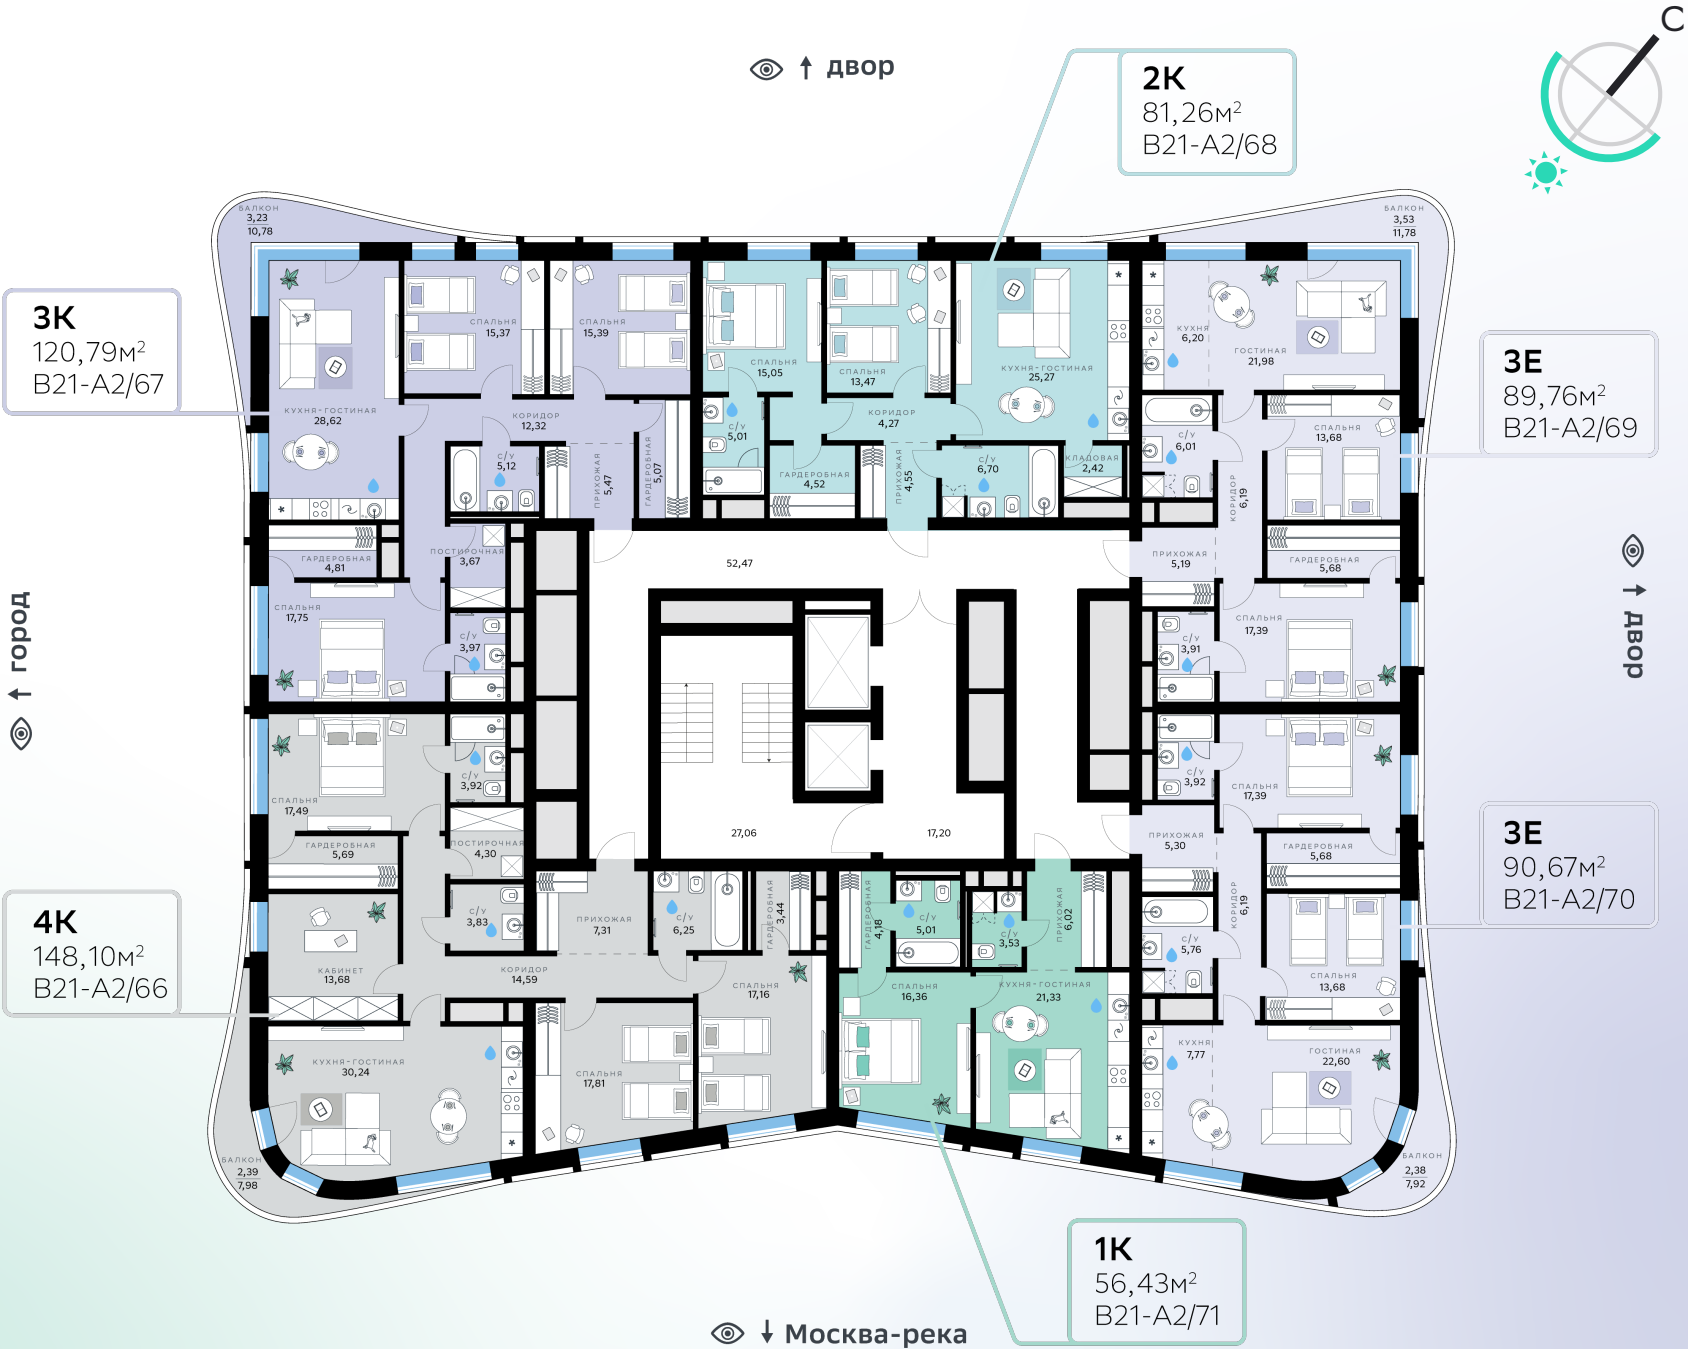 С
двор
2К
81,26м²
В21-А2/68
БАЛКОН
3,23
10,78
БАЛКОН
3,53
11,78
3К
120,79м²
В21-А2/67
КУХНЯ-ГОСТИНАЯ
28,62
СПАЛЬНЯ
15,37
СПАЛЬНЯ
15,39
КОРИДОР
12,32
С/У
5,12
ПРИХОЖАЯ
5,47
ГАРДЕРОБНАЯ
5,07
ГАРДЕРОБНАЯ
4,81
ПОСТИРОЧНАЯ
3,67
СПАЛЬНЯ
17,75
С/У
3,97
СПАЛЬНЯ
15,05
СПАЛЬНЯ
13,47
КУХНЯ-ГОСТИНАЯ
25,27
КОРИДОР
4,27
С/У
5,01
ГАРДЕРОБНАЯ
4,52
ПРИХОЖАЯ
4,55
С/У
6,70
КЛАДОВАЯ
2,42
КУХНЯ
6,20
ГОСТИНАЯ
21,98
3Е
89,76м²
В21-А2/69
С/У
6,01
СПАЛЬНЯ
13,68
КОРИДОР
6,19
ПРИХОЖАЯ
5,19
ГАРДЕРОБНАЯ
5,68
СПАЛЬНЯ
17,39
С/У
3,91
52,47
27,06
17,20
город
двор
СПАЛЬНЯ
17,49
С/У
3,92
ГАРДЕРОБНАЯ
5,69
ПОСТИРОЧНАЯ
4,30
4К
148,10м²
В21-А2/66
С/У
3,83
КАБИНЕТ
13,68
КОРИДОР
14,59
ПРИХОЖАЯ
7,31
С/У
6,25
ГАРДЕРОБНАЯ
3,44
СПАЛЬНЯ
17,16
СПАЛЬНЯ
17,81
КУХНЯ-ГОСТИНАЯ
30,24
БАЛКОН
2,39
7,98
ГАРДЕРОБНАЯ
4,18
С/У
5,01
С/У
3,53
ПРИХОЖАЯ
6,02
СПАЛЬНЯ
16,36
КУХНЯ-ГОСТИНАЯ
21,33
С/У
3,92
СПАЛЬНЯ
17,39
ПРИХОЖАЯ
5,30
ГАРДЕРОБНАЯ
5,68
3Е
90,67м²
В21-А2/70
КОРИДОР
6,19
С/У
5,76
СПАЛЬНЯ
13,68
КУХНЯ
7,77
ГОСТИНАЯ
22,60
БАЛКОН
2,38
7,92
1К
56,43м²
В21-А2/71
Москва-река